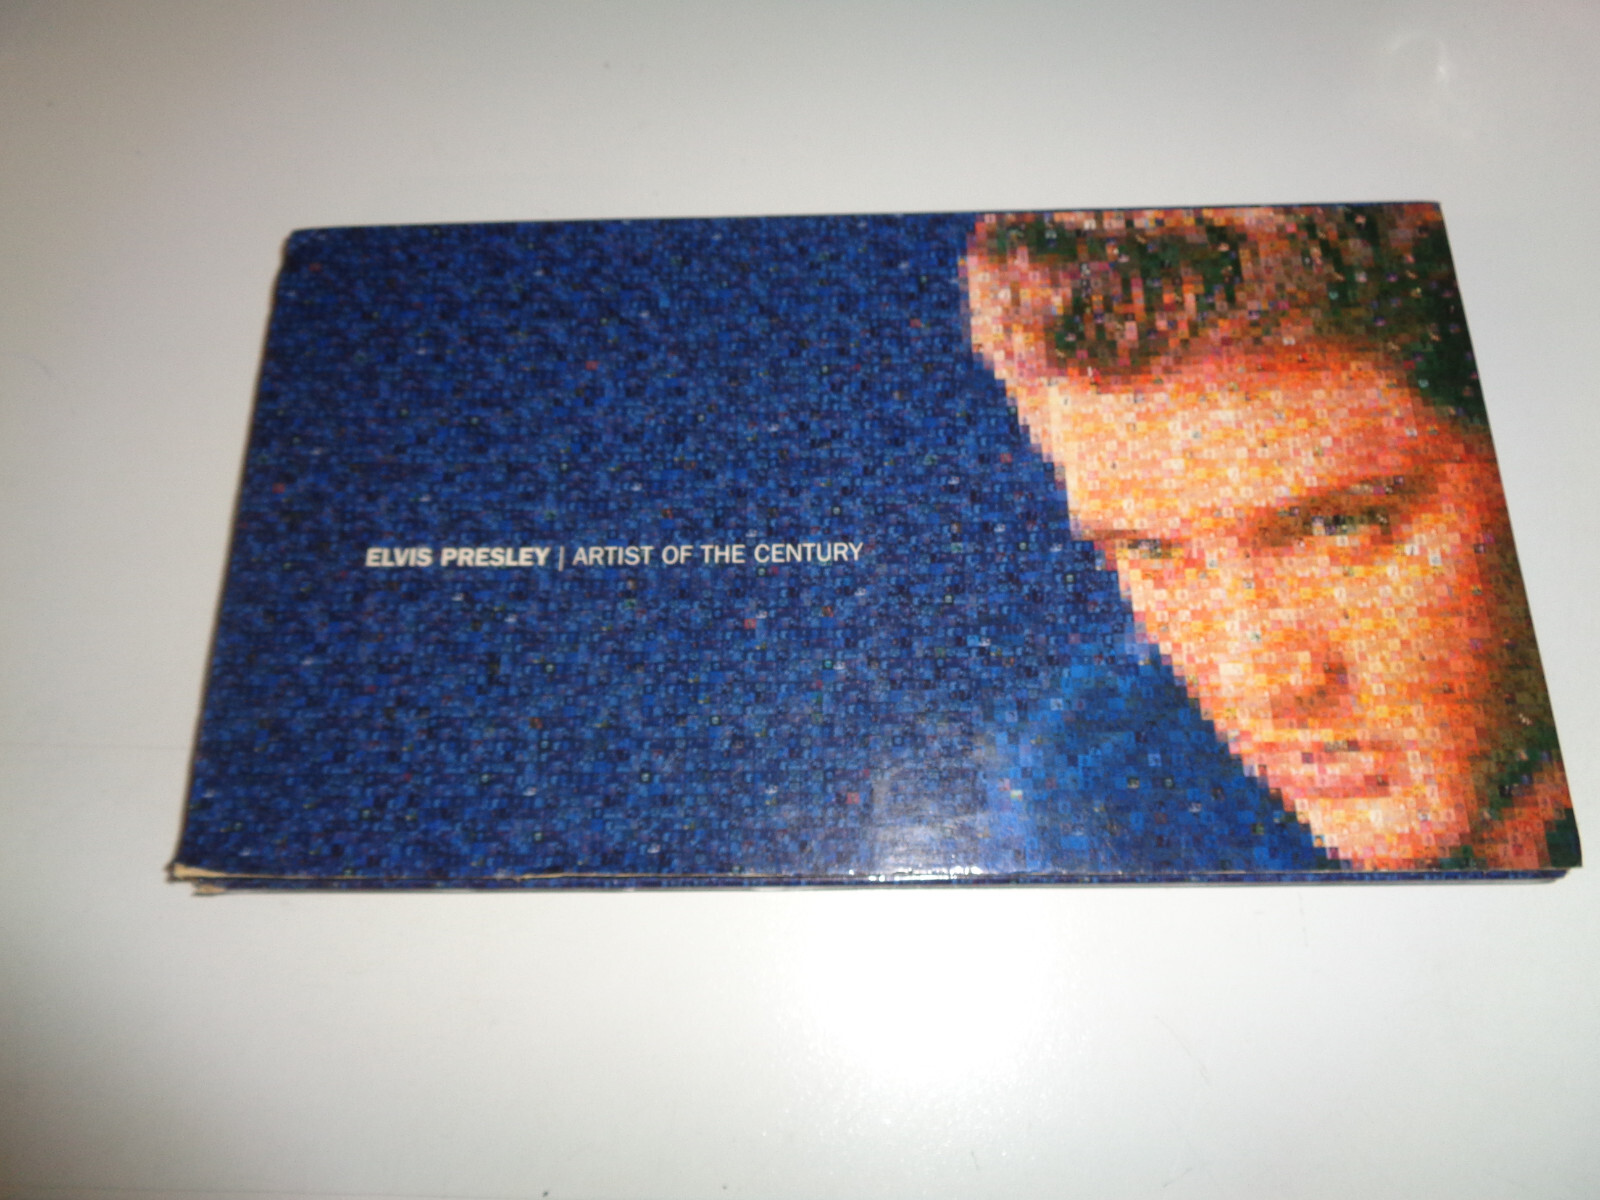 ELVIS PRESLEY | ARTIST OF THE CENTURY